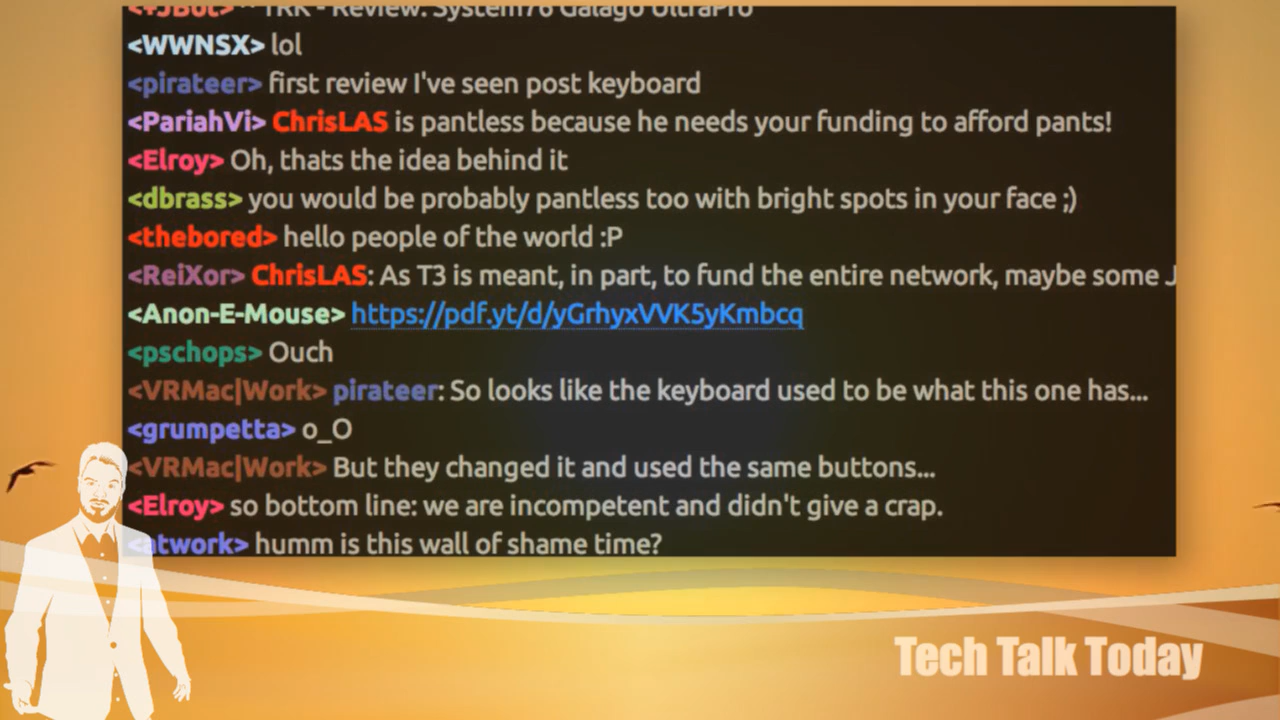 <+JBot> ~ TRK - Review: System76 Galago UltraPro
<WWNSX> lol
<pirateer> first review I've seen post keyboard
<PariahVi> ChrisLAS is pantless because he needs your funding to afford pants!
<Elroy> Oh, thats the idea behind it
<dbrass> you would be probably pantless too with bright spots in your face ;)
<thebored> hello people of the world :P
<ReiXor> ChrisLAS: As T3 is meant, in part, to fund the entire network, maybe some J
<Anon-E-Mouse> https://pdf.yt/d/yGrhyxVVK5yKmbcq
<pschops> Ouch
<VRMac|Work> pirateer: So looks like the keyboard used to be what this one has...
<grumpetta> o_O
<VRMac|Work> But they changed it and used the same buttons...
<Elroy> so bottom line: we are incompetent and didn't give a crap.
<atwork> humm is this wall of shame time?
Tech Talk Today